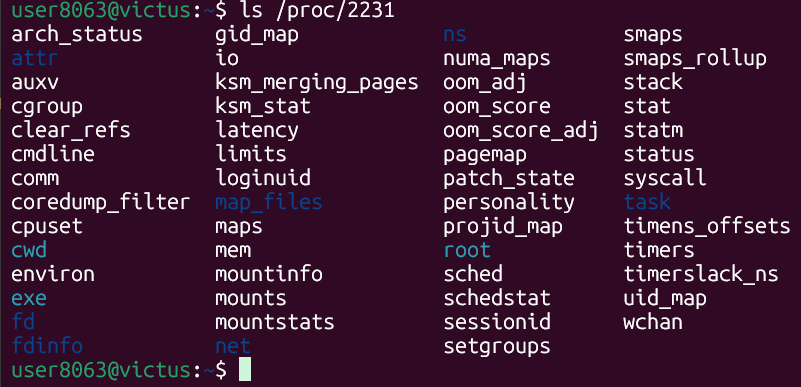 user8063@victus:~$ ls /proc/2231
arch_status gid_map ns smaps
attr io numa_maps smaps_rollup
auxv ksm_merging_pages oom_adj stack
cgroup ksm_stat oom_score stat
clear_refs latency oom_score_adj statm
cmdline limits pagemap status
comm loginuid patch_state syscall
coredump_filter map_files personality task
cpuset maps projid_map timens_offsets
cwd mem root timers
environ mountinfo sched timerslack_ns
exe mounts schedstat uid_map
fd mountstats sessionid wchan
fdinfo net setgroups
user8063@victus:~$